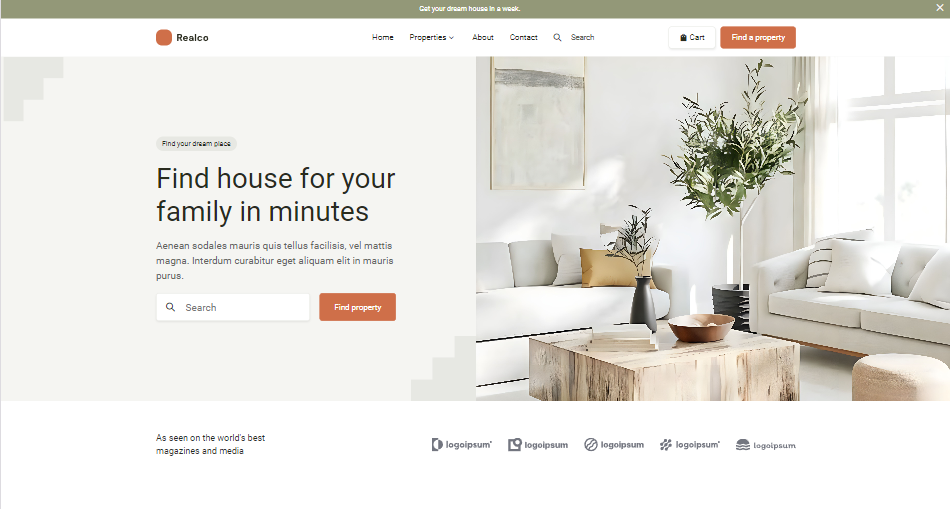 Get your dream house in a week.
Realco
Home
Properties
About
Contact
Search
Cart
Find a property
Find your dream place
Find house for your
family in minutes
Aenean sodales mauris quis tellus facilisis, vel mattis
magna. Interdum curabitur eget aliquam elit in mauris
purus.
Search
Find property
As seen on the world's best
magazines and media
logoipsum®
logoipsum
logoipsum
logoipsum®
logoipsum